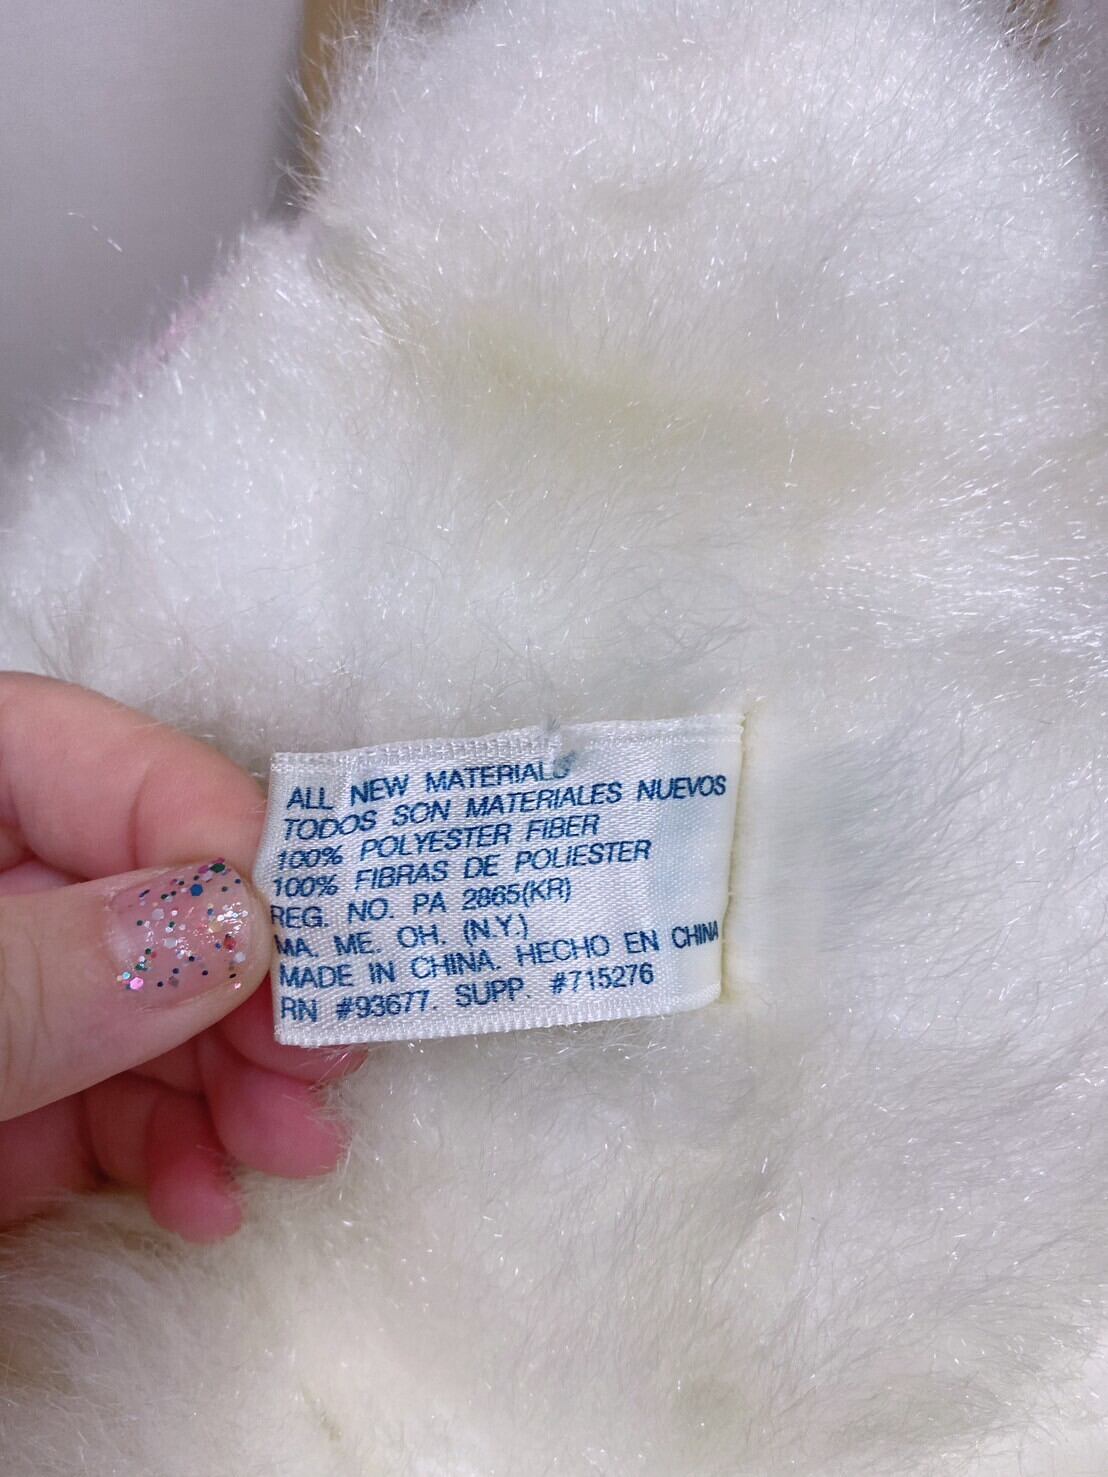 ALL NEW MATERIALS
TODOS SON MATERIALES NUEVOS
100% POLYESTER FIBER
100% FIBRAS DE POLIESTER
REG. NO. PA 2865(KR)
MA. ME. OH. (N.Y.)
MADE IN CHINA. HECHO EN CHINA
RN #93677. SUPP. #715276